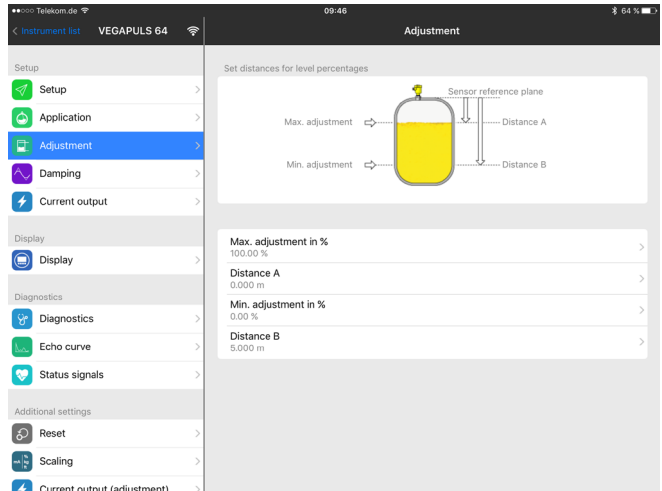 Telekom.de 09:46 64 %
Instrument list VEGAPULS 64 Adjustment
Setup
Setup
Application
Adjustment
Damping
Current output
Display
Display
Diagnostics
Diagnostics
Echo curve
Status signals
Additional settings
Reset
Scaling
Current output (adjustment)
Set distances for level percentages
Sensor reference plane
Max. adjustment Distance A
Min. adjustment Distance B
Max. adjustment in %
100.00 %
Distance A
0.000 m
Min. adjustment in %
0.00 %
Distance B
5.000 m